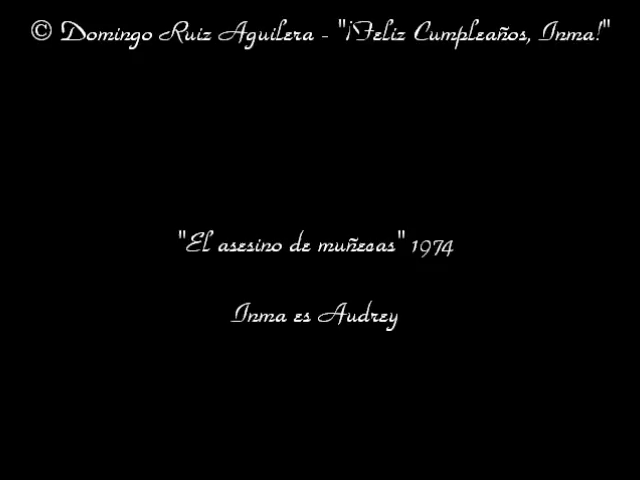 © Domingo Ruiz Aguilera - "¡Feliz Cumpleaños, Inma!"
"El asesino de muñecas" 1974
Inma es Audrey